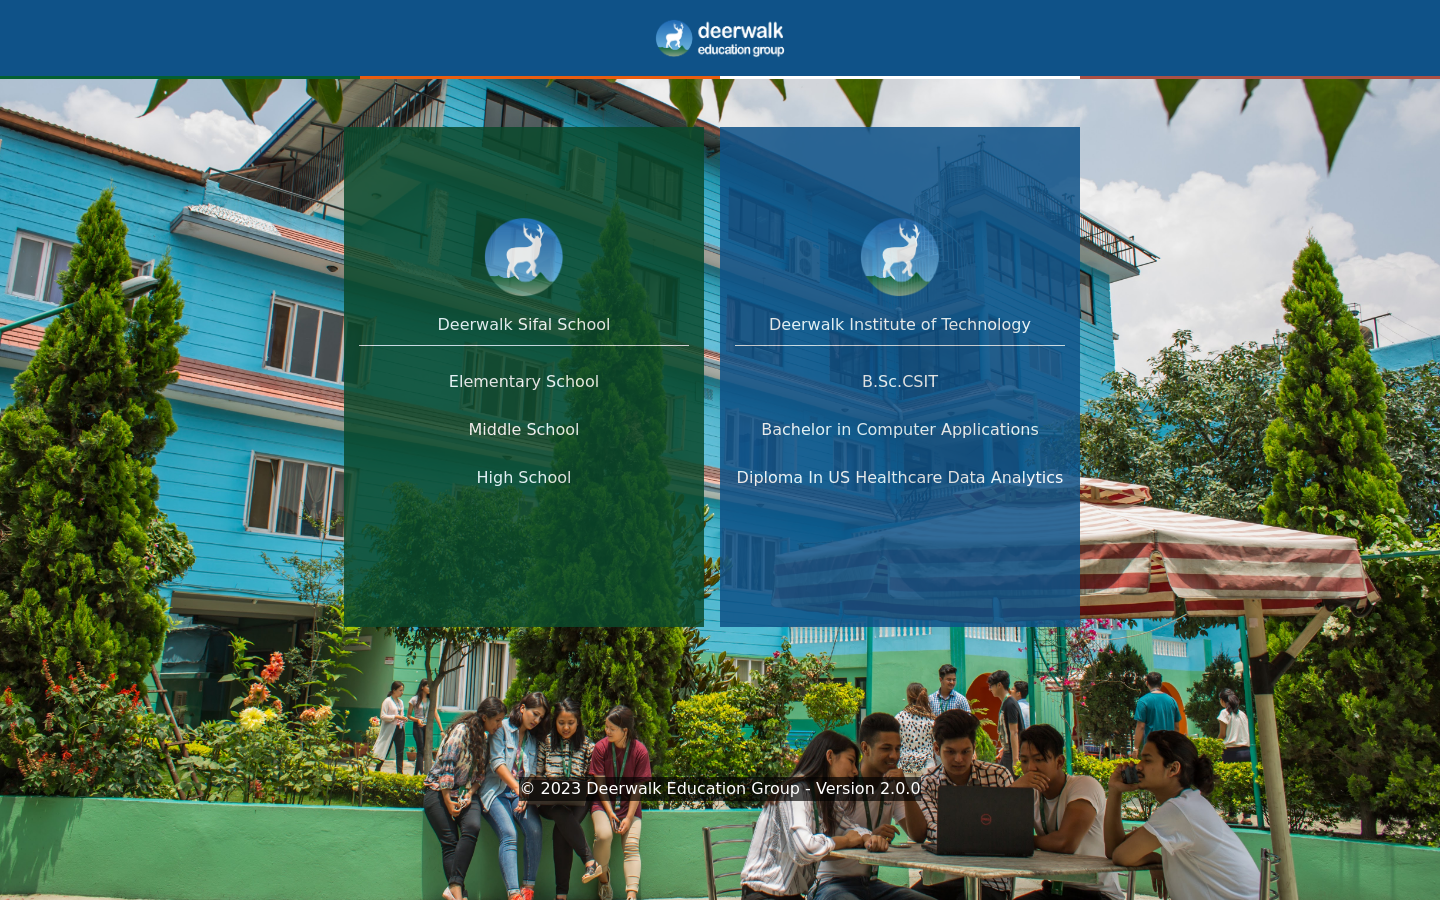 deerwalk
education group
Deerwalk Sifal School
Elementary School
Middle School
High School
Deerwalk Institute of Technology
B.Sc.CSIT
Bachelor in Computer Applications
Diploma In US Healthcare Data Analytics
© 2023 Deerwalk Education Group - Version 2.0.0